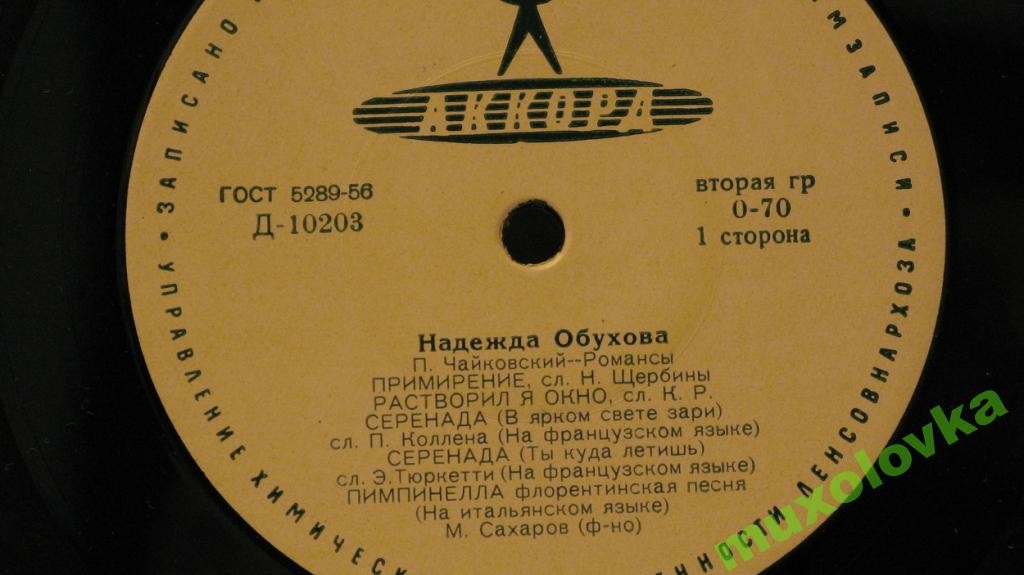 АККОРД
ГОСТ 5289-56
Д-10203
вторая гр
0-70
1 сторона
Надежда Обухова
П. Чайковский--Романсы
ПРИМИРЕНИЕ, сл. Н. Щербины
РАСТВОРИЛ Я ОКНО, сл. К. Р.
СЕРЕНАДА (В ярком свете зари)
сл. П. Коллена (На французском языке)
СЕРЕНАДА (Ты куда летишь)
сл. Э. Тюркетти (На французском языке)
ПИМПИНЕЛЛА флорентинская песня
(На итальянском языке)
М. Сахаров (ф-но)
УПРАВЛЕНИЕ ХИМИЧЕСК
ЕННОСТИ ЛЕНСОВНАРХОЗА •
• ЗАПИСАНО
МЗАПИСИ •
muxolovka